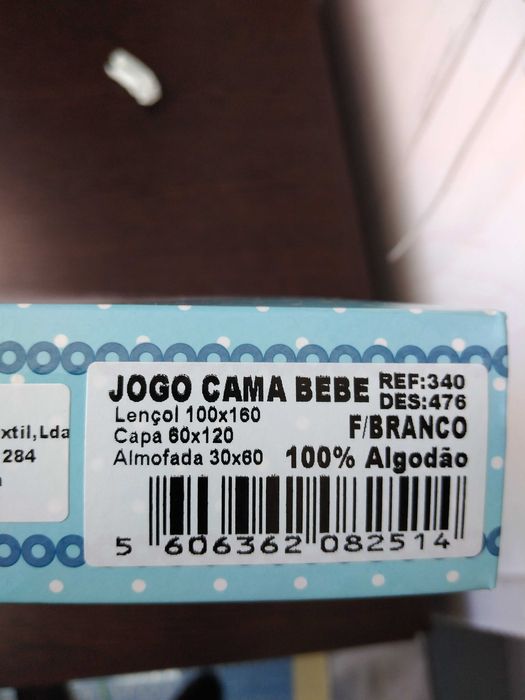 JOGO CAMA BEBE
REF:340
DES:476
Lençol 100x160
F/BRANCO
Capa 60x120
Almofada 30x60
100% Algodão
5 606362 082514
xtil,Lda
284